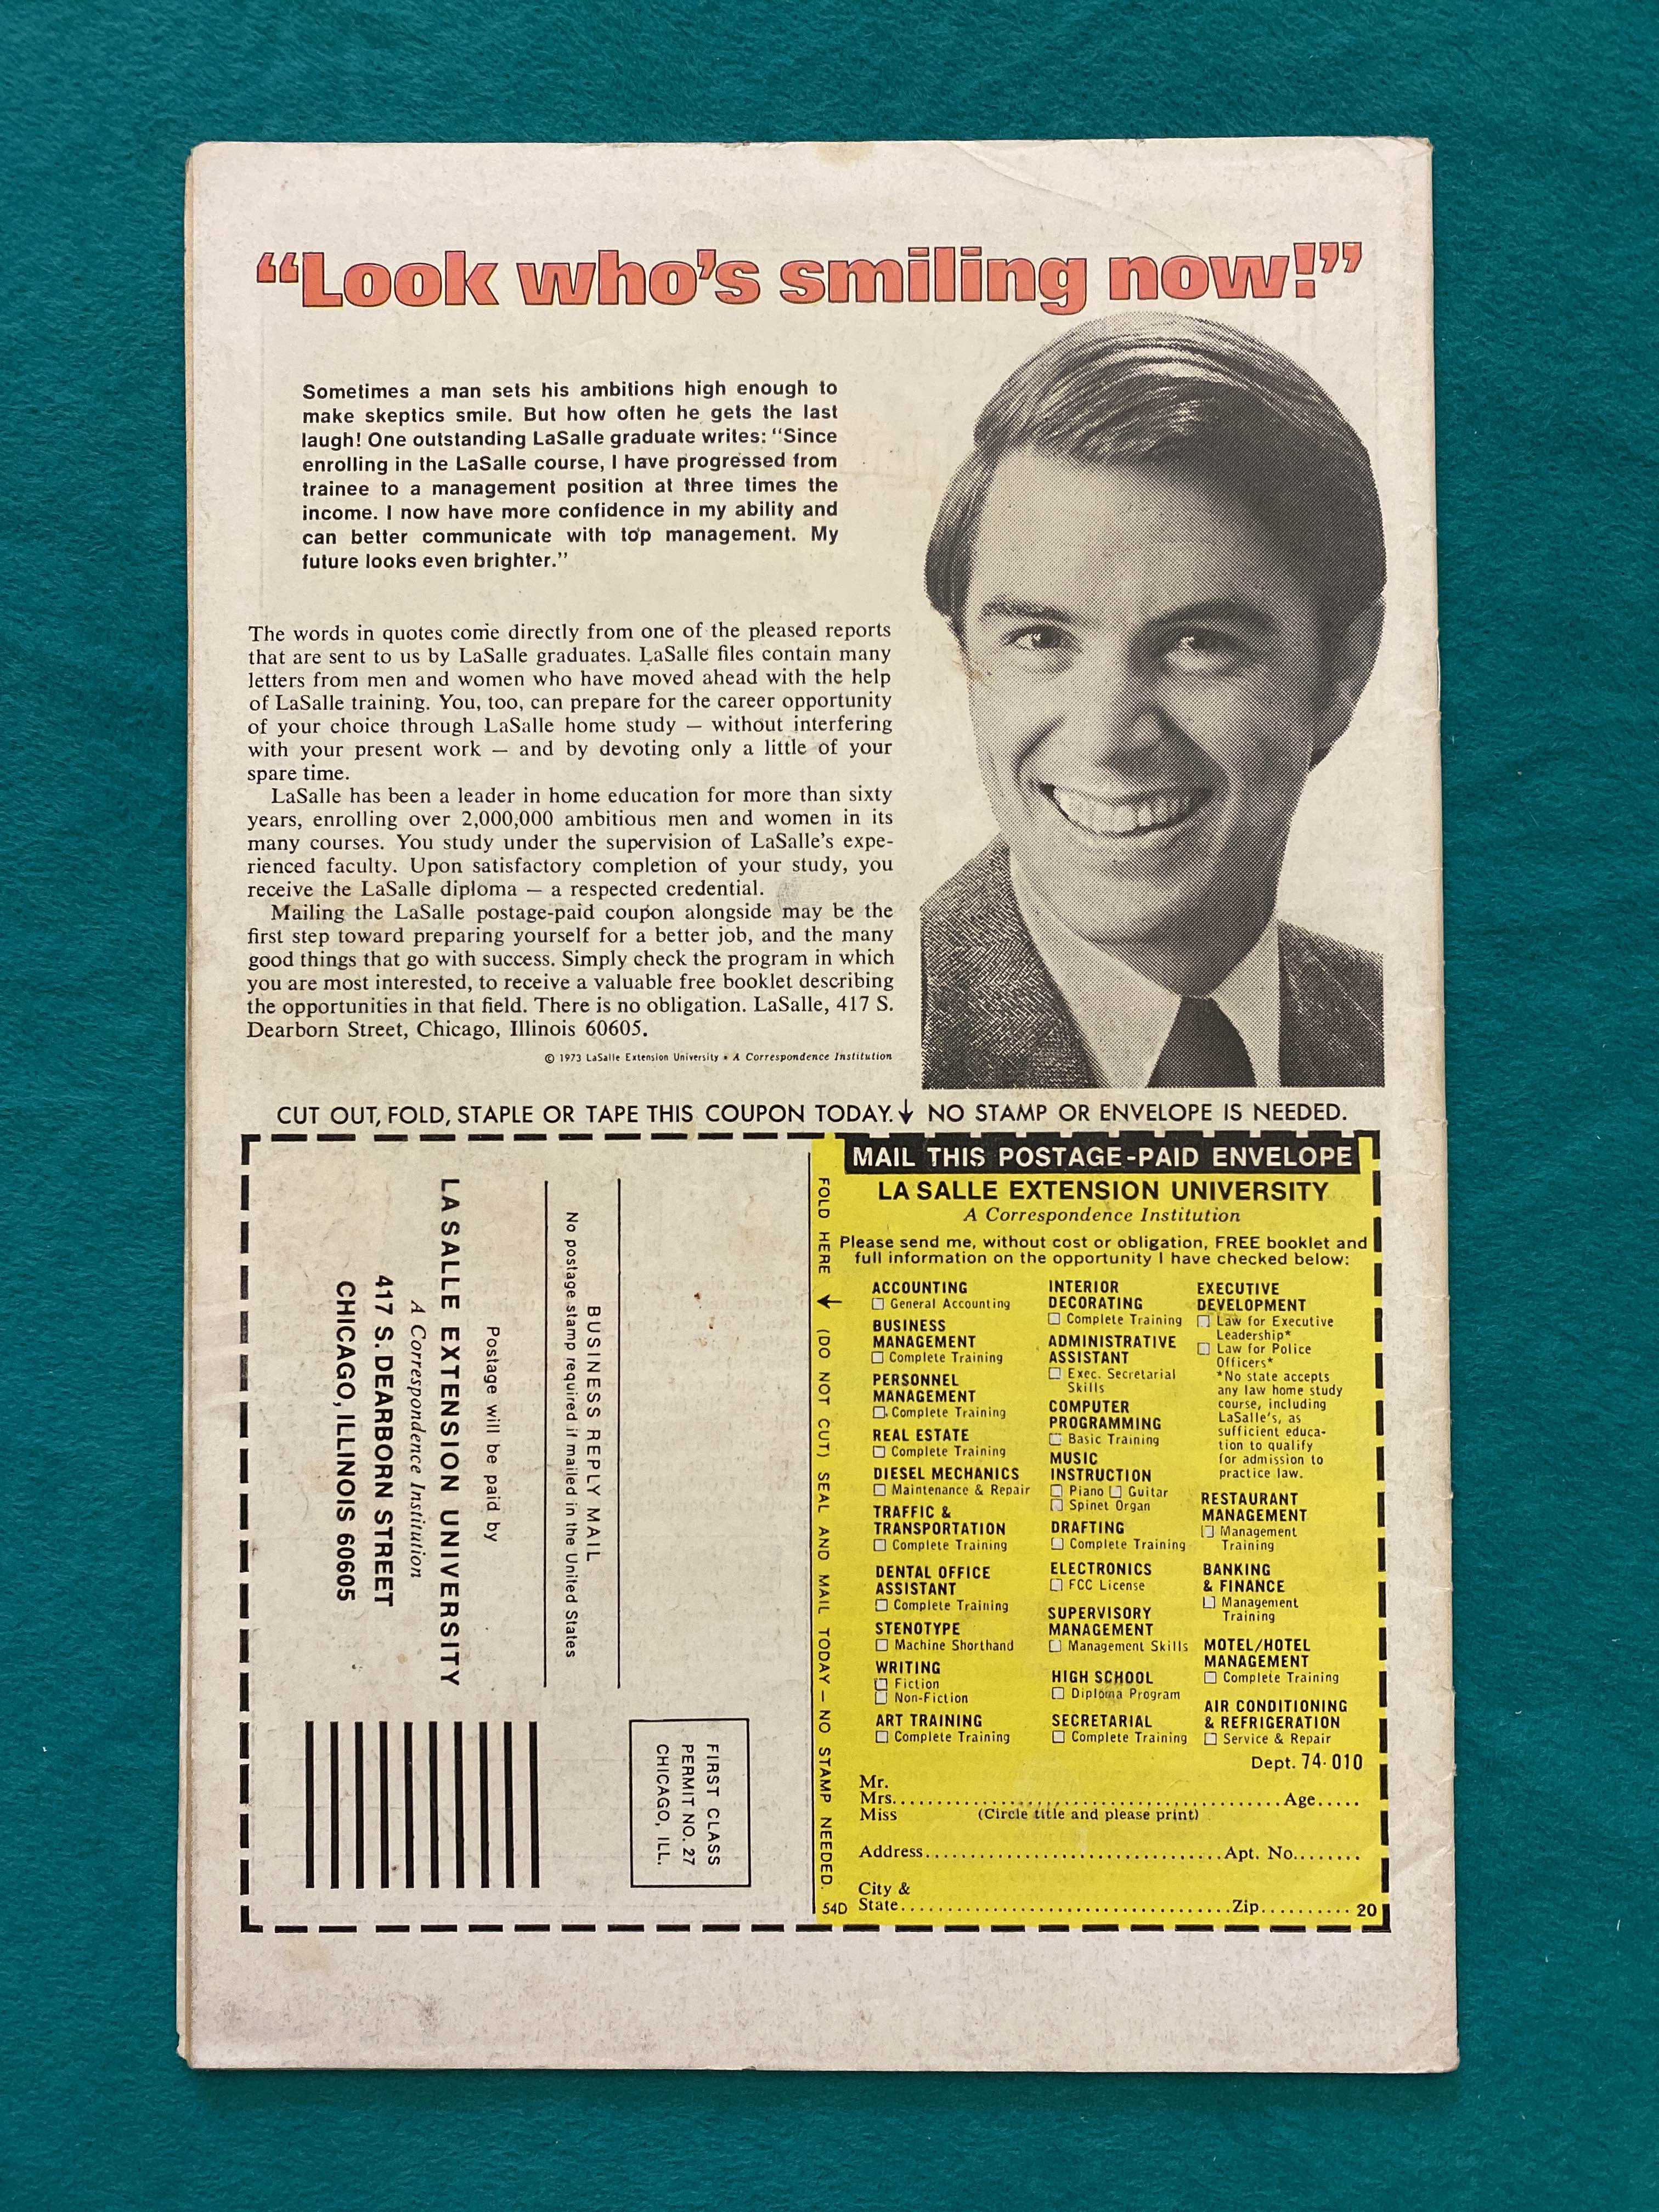 “Look who’s smiling now!”
Sometimes a man sets his ambitions high enough to
make skeptics smile. But how often he gets the last
laugh! One outstanding LaSalle graduate writes: “Since
enrolling in the LaSalle course, I have progressed from
trainee to a management position at three times the
income. I now have more confidence in my ability and
can better communicate with top management. My
future looks even brighter.”
The words in quotes come directly from one of the pleased reports
that are sent to us by LaSalle graduates. LaSalle files contain many
letters from men and women who have moved ahead with the help
of LaSalle training. You, too, can prepare for the career opportunity
of your choice through LaSalle home study — without interfering
with your present work — and by devoting only a little of your
spare time.
LaSalle has been a leader in home education for more than sixty
years, enrolling over 2,000,000 ambitious men and women in its
many courses. You study under the supervision of LaSalle’s expe-
rienced faculty. Upon satisfactory completion of your study, you
receive the LaSalle diploma — a respected credential.
Mailing the LaSalle postage-paid coupon alongside may be the
first step toward preparing yourself for a better job, and the many
good things that go with success. Simply check the program in which
you are most interested, to receive a valuable free booklet describing
the opportunities in that field. There is no obligation. LaSalle, 417 S.
Dearborn Street, Chicago, Illinois 60605.
© 1973 LaSalle Extension University • A Correspondence Institution
CUT OUT, FOLD, STAPLE OR TAPE THIS COUPON TODAY. ↓ NO STAMP OR ENVELOPE IS NEEDED.
FIRST CLASS
PERMIT NO. 27
CHICAGO, ILL.
BUSINESS REPLY MAIL
No postage stamp required if mailed in the United States
Postage will be paid by
LA SALLE EXTENSION UNIVERSITY
A Correspondence Institution
417 S. DEARBORN STREET
CHICAGO, ILLINOIS 60605
FOLD HERE ↓ (DO NOT CUT) SEAL AND MAIL TODAY — NO STAMP NEEDED.
54D
MAIL THIS POSTAGE-PAID ENVELOPE
LA SALLE EXTENSION UNIVERSITY
A Correspondence Institution
Please send me, without cost or obligation, FREE booklet and
full information on the opportunity I have checked below:
ACCOUNTING
☐ General Accounting
BUSINESS
MANAGEMENT
☐ Complete Training
PERSONNEL
MANAGEMENT
☐ Complete Training
REAL ESTATE
☐ Complete Training
DIESEL MECHANICS
☐ Maintenance & Repair
TRAFFIC &
TRANSPORTATION
☐ Complete Training
DENTAL OFFICE
ASSISTANT
☐ Complete Training
STENOTYPE
☐ Machine Shorthand
WRITING
☐ Fiction
☐ Non-Fiction
ART TRAINING
☐ Complete Training
INTERIOR
DECORATING
☐ Complete Training
ADMINISTRATIVE
ASSISTANT
☐ Exec. Secretarial
Skills
COMPUTER
PROGRAMMING
☐ Basic Training
MUSIC
INSTRUCTION
☐ Piano ☐ Guitar
☐ Spinet Organ
DRAFTING
☐ Complete Training
ELECTRONICS
☐ FCC License
SUPERVISORY
MANAGEMENT
☐ Management Skills
HIGH SCHOOL
☐ Diploma Program
SECRETARIAL
☐ Complete Training
EXECUTIVE
DEVELOPMENT
☐ Law for Executive
Leadership*
☐ Law for Police
Officers*
*No state accepts
any law home study
course, including
LaSalle's, as
sufficient educa-
tion to qualify
for admission to
practice law.
RESTAURANT
MANAGEMENT
☐ Management
Training
BANKING
& FINANCE
☐ Management
Training
MOTEL/HOTEL
MANAGEMENT
☐ Complete Training
AIR CONDITIONING
& REFRIGERATION
☐ Service & Repair
Dept. 74-010
Mr.
Mrs. Age
Miss (Circle title and please print)
Address Apt. No.
City &
State Zip 20